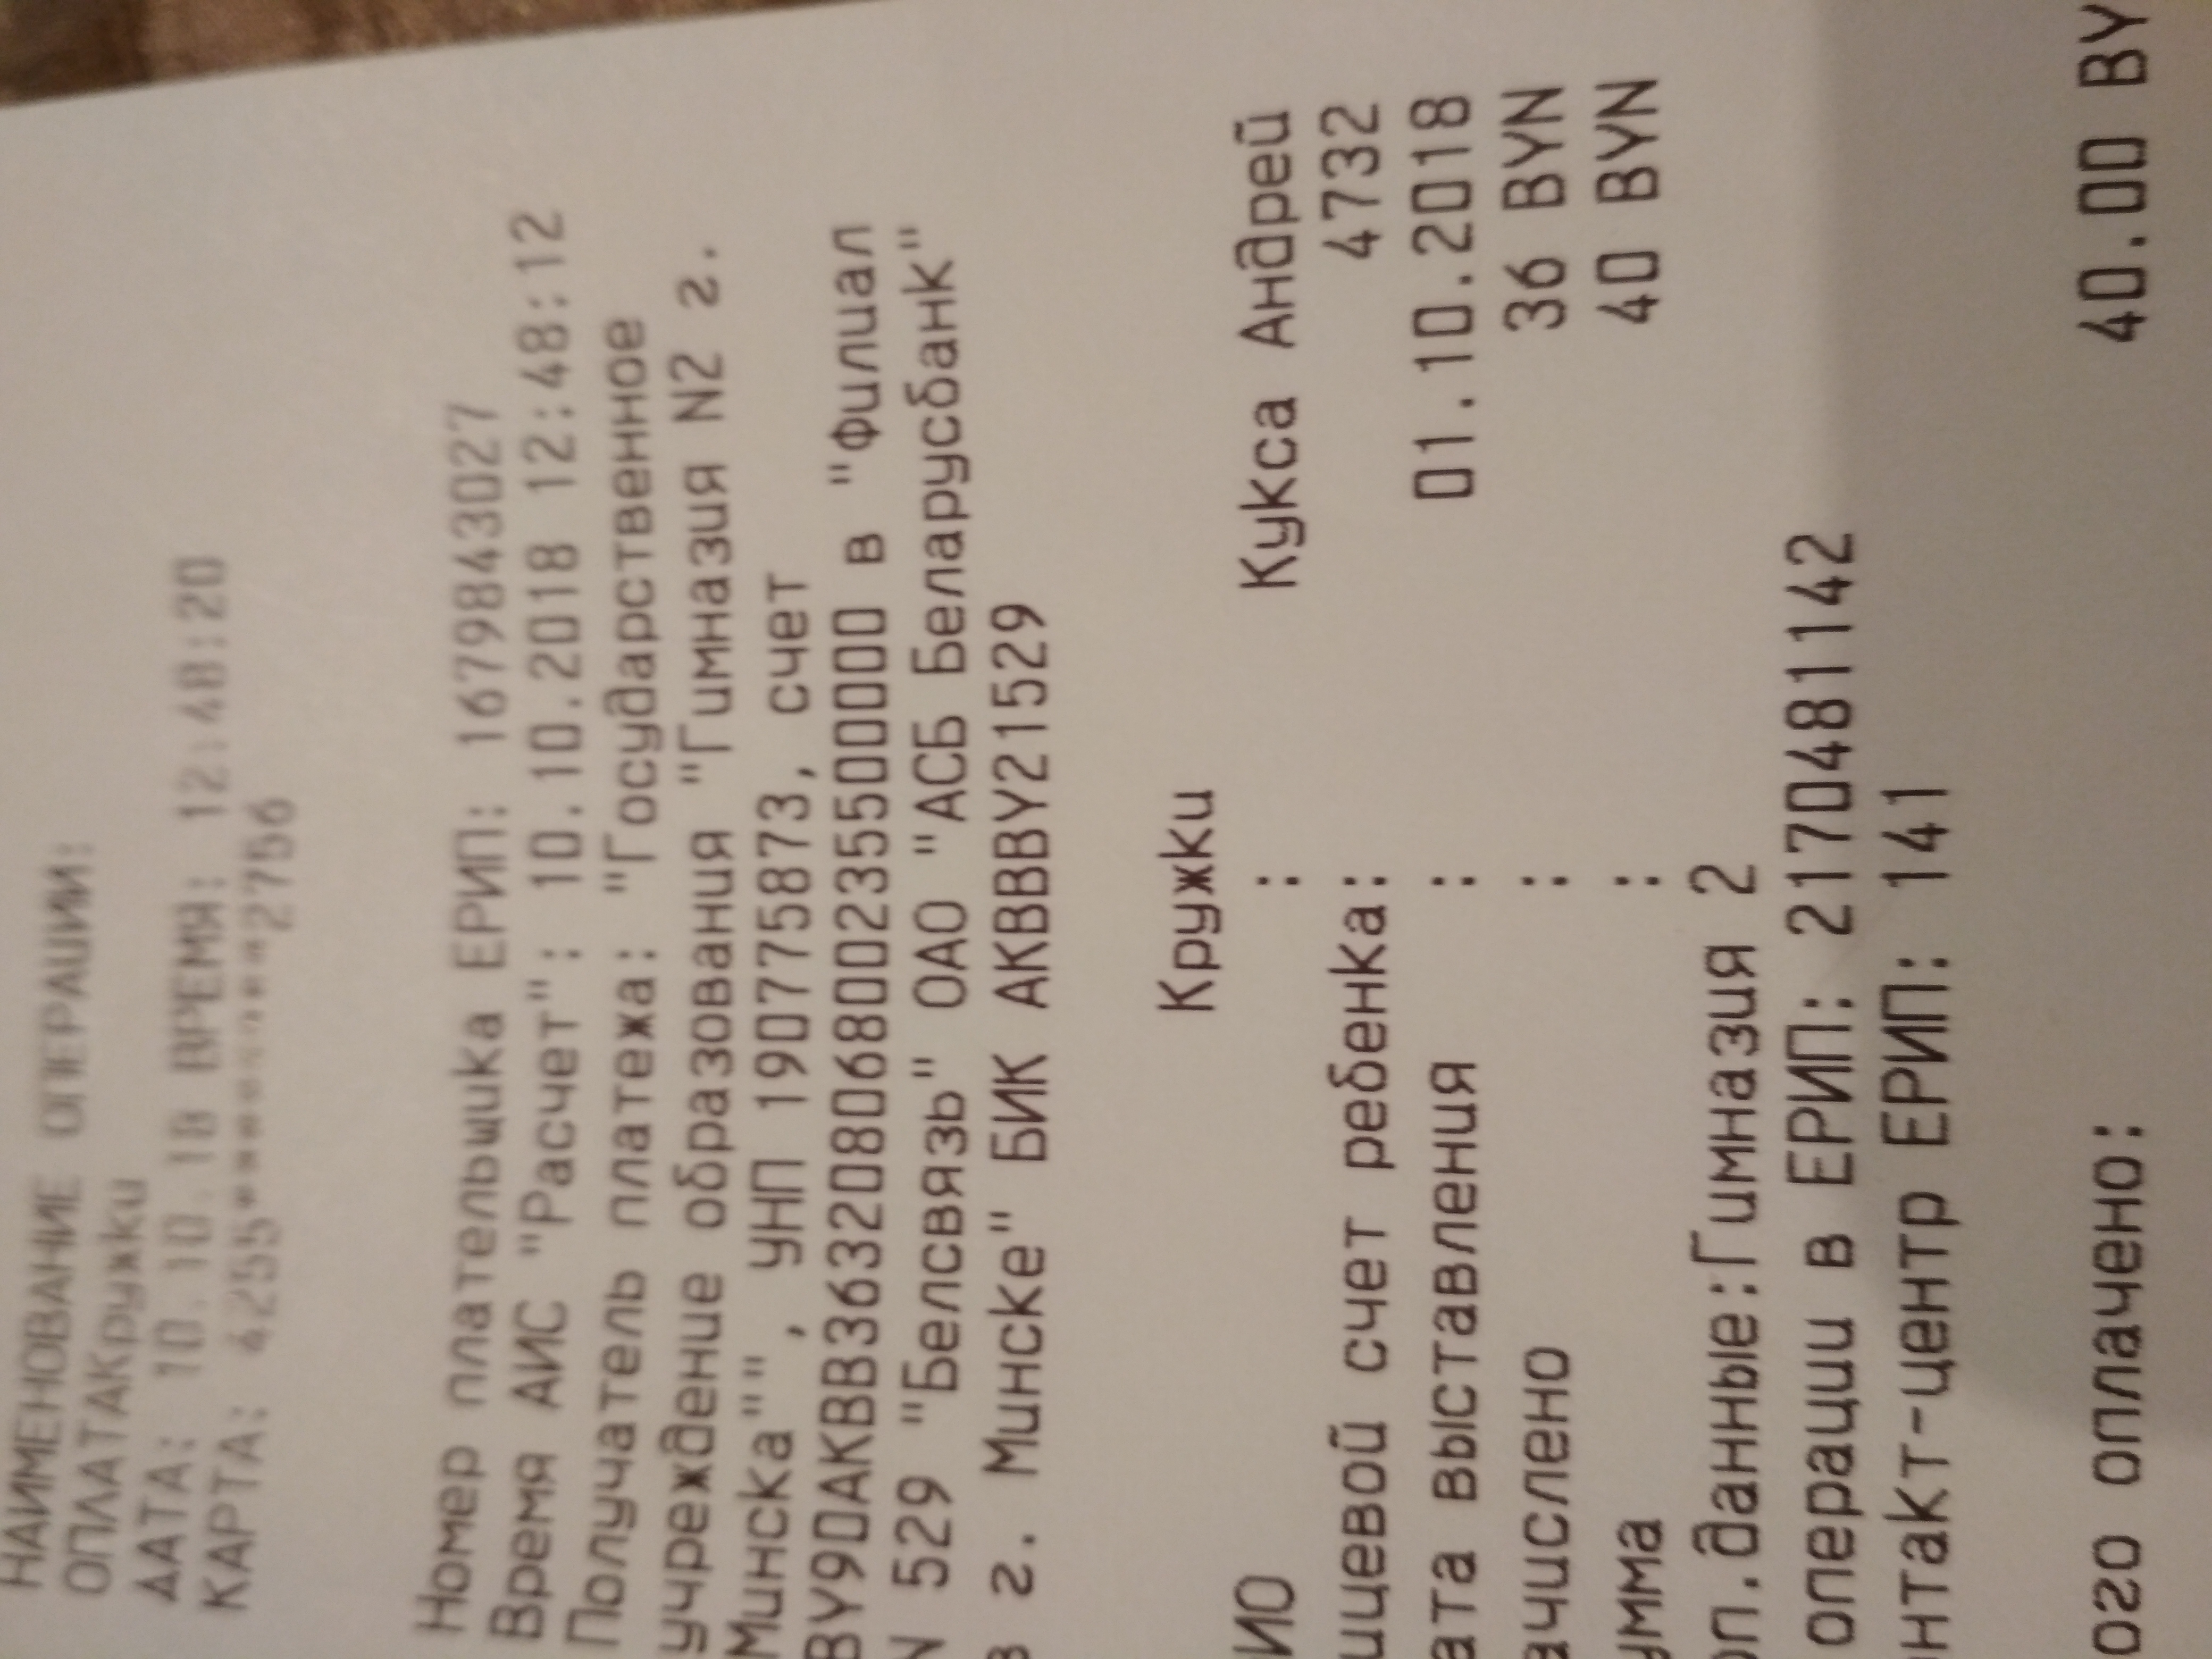 НАИМЕНОВАНИЕ ОПЕРАЦИИ:
ОПЛАТАКружки
ДАТА: 10.10.18 ВРЕМЯ: 12:48:20
КАРТА: 4255********2756
Номер плательщика ЕРИП: 1679843027
Время АИС "Расчет": 10.10.2018 12:48:12
Получатель платежа: "Государственное
учреждение образования "Гимназия N2 г.
Минска"", УНП 190775873, счет
BY90AKBB36320806800235500000 в "Филиал
N 529 "Белсвязь" ОАО "АСБ Беларусбанк"
в г. Минске" БИК AKBBBY21529
Кружки
ИО : Кукса Андрей
ицевой счет ребенка: 4732
ата выставления : 01.10.2018
ачислено : 36 BYN
умма : 40 BYN
оп.данные:Гимназия 2
операции в ЕРИП: 2170481142
онтакт-центр ЕРИП: 141
ого оплачено: 40.00 BY